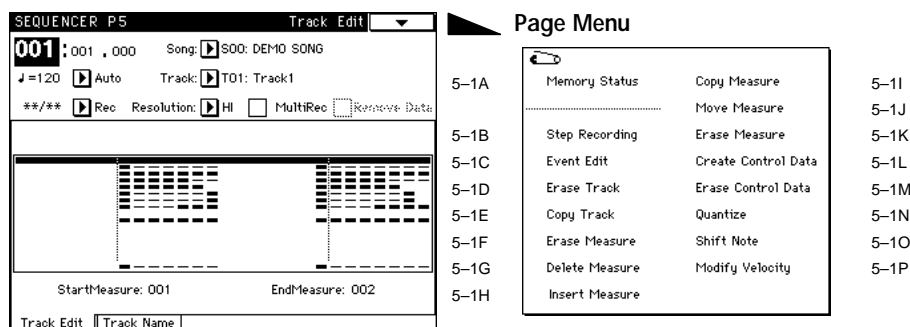 SEQUENCER P5 Track Edit
001:001 .000 Song: S00: DEMO SONG
♩=120 Auto Track: T01: Track1
**/** Rec Resolution: HI MultiRec Remove Data
StartMeasure: 001 EndMeasure: 002
Track Edit Track Name
Page Menu
5–1A Memory Status Copy Measure 5–1I
Move Measure 5–1J
5–1B Step Recording Erase Measure 5–1K
5–1C Event Edit Create Control Data 5–1L
5–1D Erase Track Erase Control Data 5–1M
5–1E Copy Track Quantize 5–1N
5–1F Erase Measure Shift Note 5–1O
5–1G Delete Measure Modify Velocity 5–1P
5–1H Insert Measure